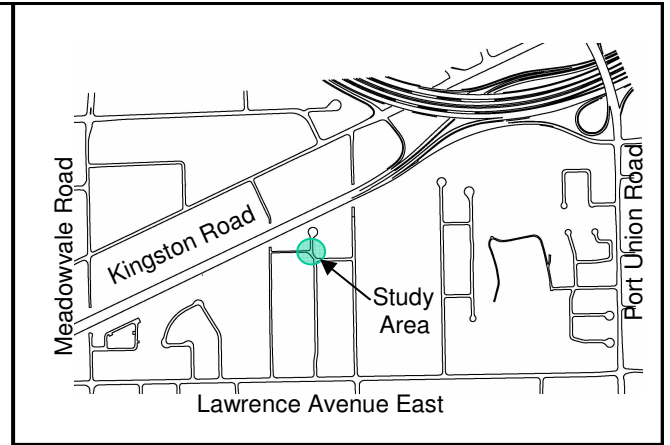 Meadowvale Road
Kingston Road
Port Union Road
Study
Area
Lawrence Avenue East